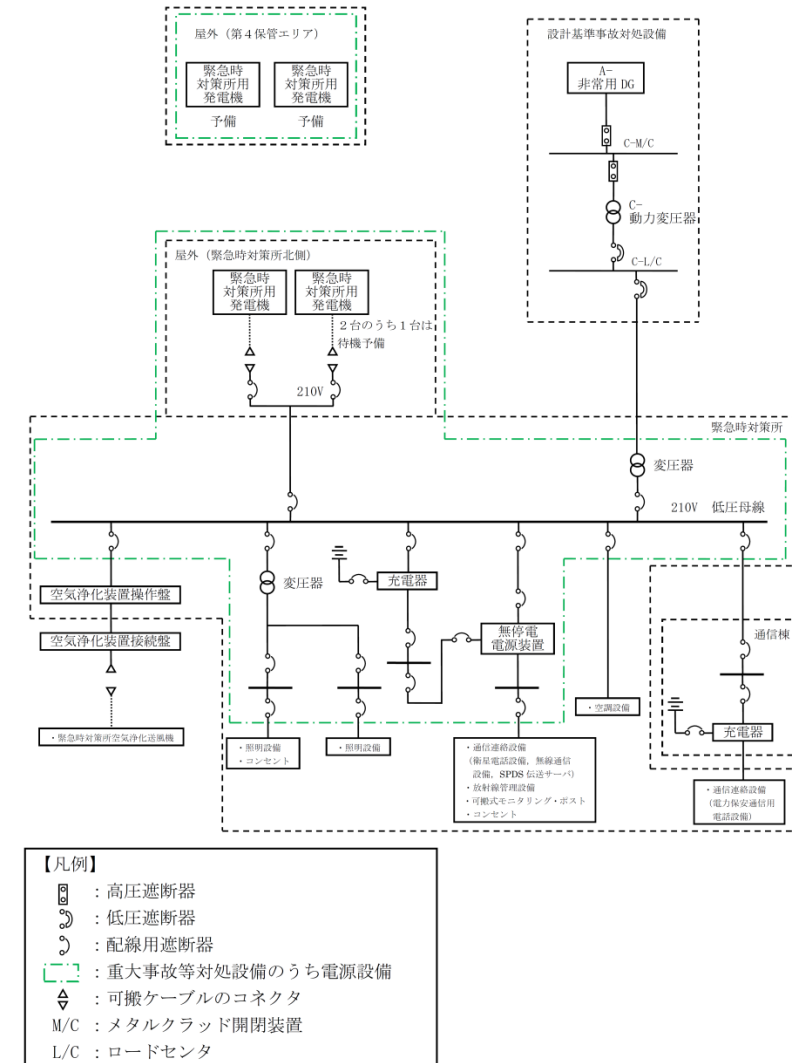 屋外（第４保管エリア）
緊急時
対策所用
発電機
予備
緊急時
対策所用
発電機
予備
設計基準事故対処設備
A-
非常用 DG
C-M/C
C-
動力変圧器
C-L/C
屋外（緊急時対策所北側）
緊急時
対策所用
発電機
緊急時
対策所用
発電機
２台のうち１台は
待機予備
210V
緊急時対策所
変圧器
210V 低圧母線
空気浄化装置操作盤
空気浄化装置接続盤
・緊急時対策所空気浄化送風機
変圧器
充電器
無停電
電源装置
通信棟
充電器
・照明設備
・コンセント
・照明設備
・通信連絡設備
（衛星電話設備，無線通信
設備，SPDS 伝送サーバ）
・放射線管理設備
・可搬式モニタリング・ポスト
・コンセント
・空調設備
・通信連絡設備
（電力保安通信用
電話設備）
【凡例】
：高圧遮断器
：低圧遮断器
：配線用遮断器
：重大事故等対処設備のうち電源設備
：可搬ケーブルのコネクタ
M/C ：メタルクラッド開閉装置
L/C ：ロードセンタ